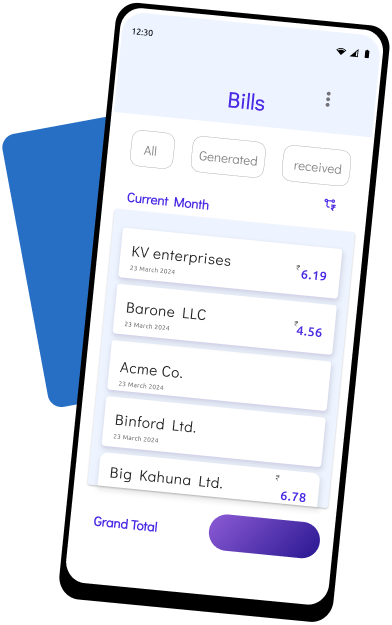 12:30
Bills
All Generated received
Current Month
KV enterprises
23 March 2024
₹ 6.19
Barone LLC
23 March 2024
₹ 4.56
Acme Co.
23 March 2024
Binford Ltd.
23 March 2024
Big Kahuna Ltd.
₹ 6.78
Grand Total